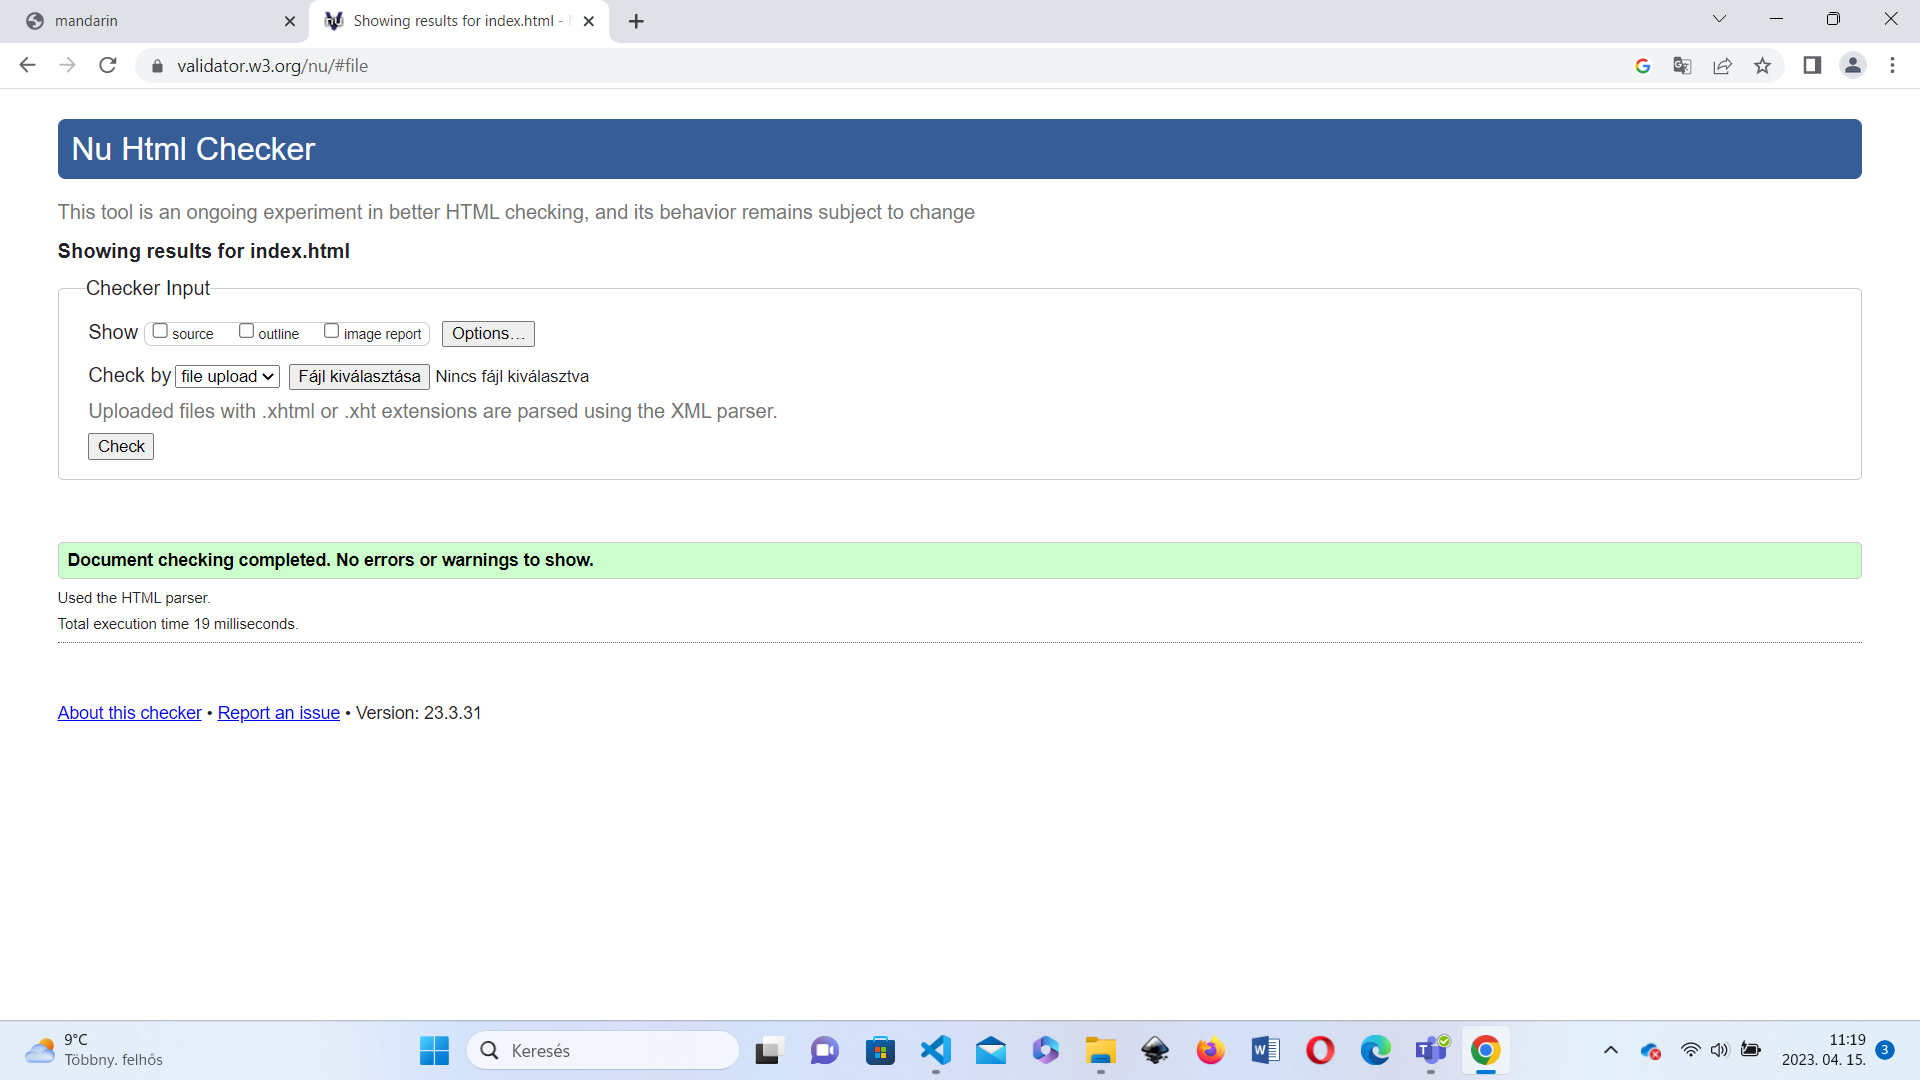 mandarin
Showing results for index.html -
validator.w3.org/nu/#file
Nu Html Checker
This tool is an ongoing experiment in better HTML checking, and its behavior remains subject to change
Showing results for index.html
Checker Input
Show source outline image report Options…
Check by file upload Fájl kiválasztása Nincs fájl kiválasztva
Uploaded files with .xhtml or .xht extensions are parsed using the XML parser.
Check
Document checking completed. No errors or warnings to show.
Used the HTML parser.
Total execution time 19 milliseconds.
About this checker • Report an issue • Version: 23.3.31
9°C
Többny. felhős
Keresés
11:19
2023. 04. 15.
3